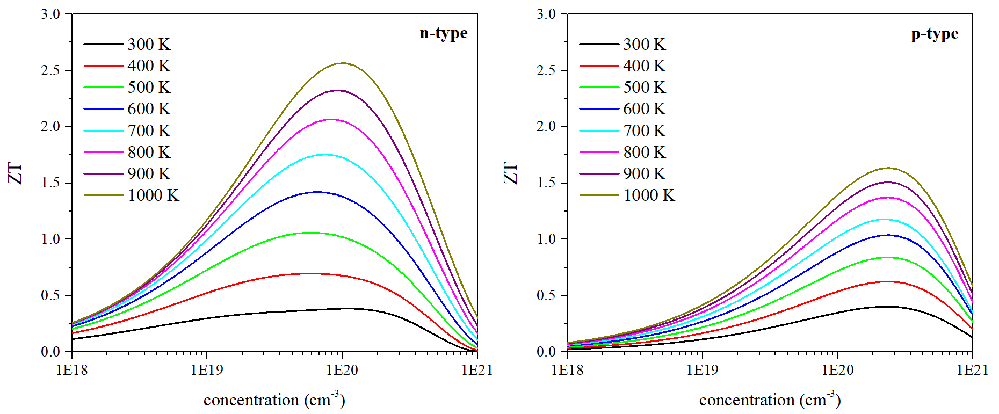 n-type
3.0
2.5
2.0
1.5
1.0
0.5
0.0
ZT
300 K
400 K
500 K
600 K
700 K
800 K
900 K
1000 K
1E18
1E19
1E20
1E21
concentration (cm-3)
p-type
3.0
2.5
2.0
1.5
1.0
0.5
0.0
ZT
300 K
400 K
500 K
600 K
700 K
800 K
900 K
1000 K
1E18
1E19
1E20
1E21
concentration (cm-3)